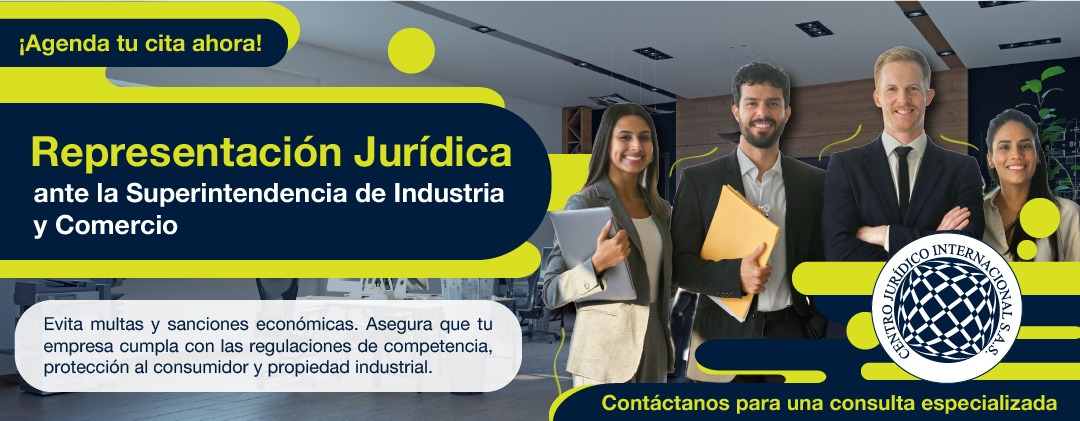 ¡Agenda tu cita ahora!
Representación Jurídica
ante la Superintendencia de Industria
y Comercio
Evita multas y sanciones económicas. Asegura que tu
empresa cumpla con las regulaciones de competencia,
protección al consumidor y propiedad industrial.
CENTRO JURÍDICO INTERNACIONAL S.A.S.
Contáctanos para una consulta especializada